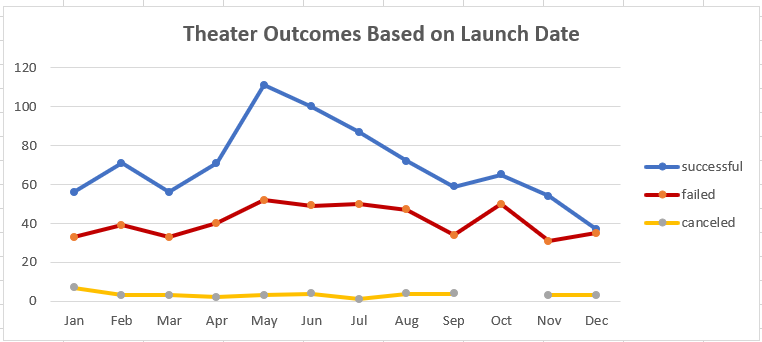 Theater Outcomes Based on Launch Date
120
100
80
60
40
20
0
Jan Feb Mar Apr May Jun Jul Aug Sep Oct Nov Dec
successful
failed
canceled